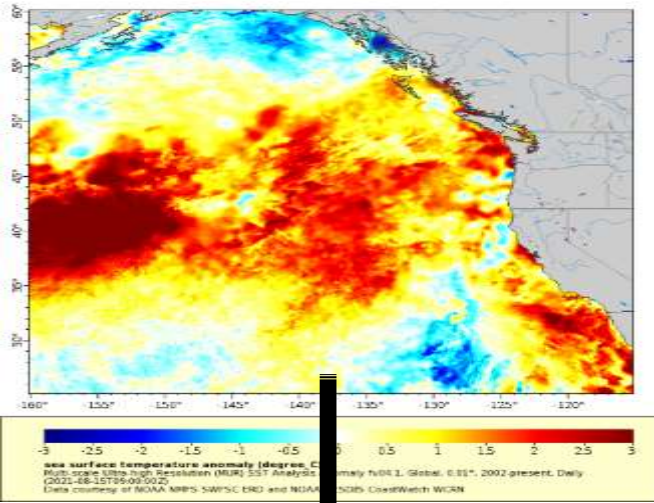 60°
55°
50°
45°
40°
35°
30°
-160° -155° -150° -145° -140° -135° -130° -125° -120°
-3 -2.5 -2 -1.5 -1 -0.5 0.5 1 1.5 2 2.5 3
sea surface temperature anomaly (degree_C
Multi-scale Ultra-high Resolution (MUR) SST Analysis Global, 0.01°, 2002-present, Daily
(2021-08-15T09:00:00Z)
Data courtesy of NOAA NMFS SWFSC ERD and CoastWatch WCRN